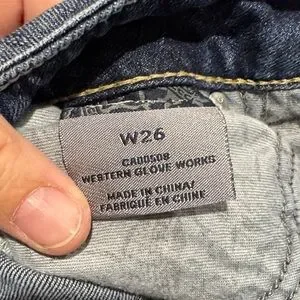 W26
CA00508
WESTERN GLOVE WORKS
MADE IN CHINA/
FABRIQUÉ EN CHINE